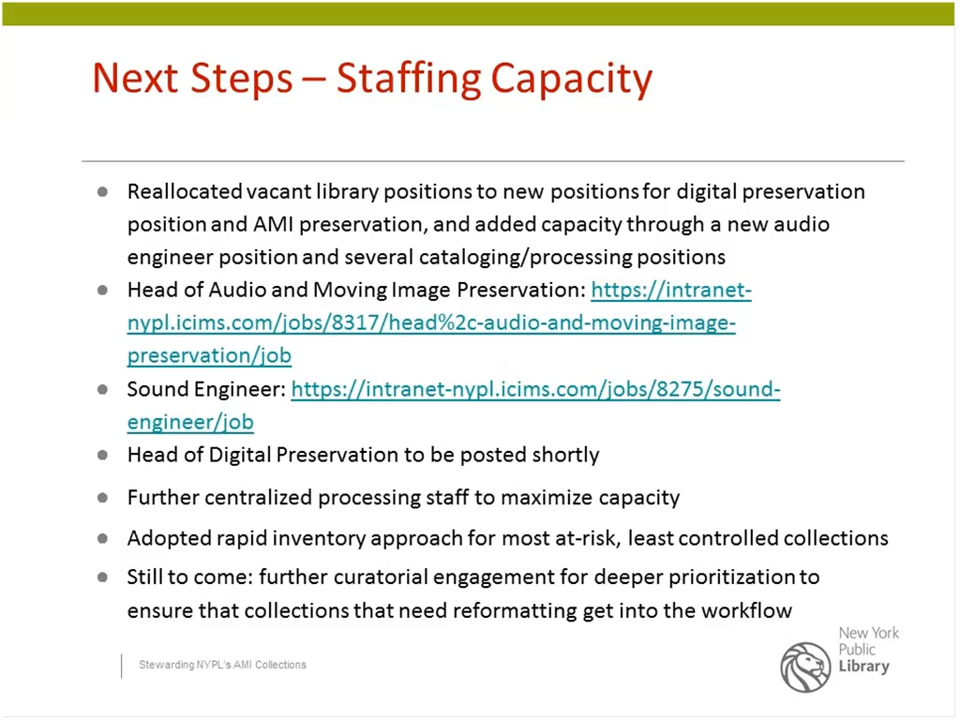 Next Steps – Staffing Capacity
● Reallocated vacant library positions to new positions for digital preservation
position and AMI preservation, and added capacity through a new audio
engineer position and several cataloging/processing positions
● Head of Audio and Moving Image Preservation: https://intranet-
nypl.icims.com/jobs/8317/head%2c-audio-and-moving-image-
preservation/job
● Sound Engineer: https://intranet-nypl.icims.com/jobs/8275/sound-
engineer/job
● Head of Digital Preservation to be posted shortly
● Further centralized processing staff to maximize capacity
● Adopted rapid inventory approach for most at-risk, least controlled collections
● Still to come: further curatorial engagement for deeper prioritization to
ensure that collections that need reformatting get into the workflow
Stewarding NYPL's AMI Collections
New York
Public
Library